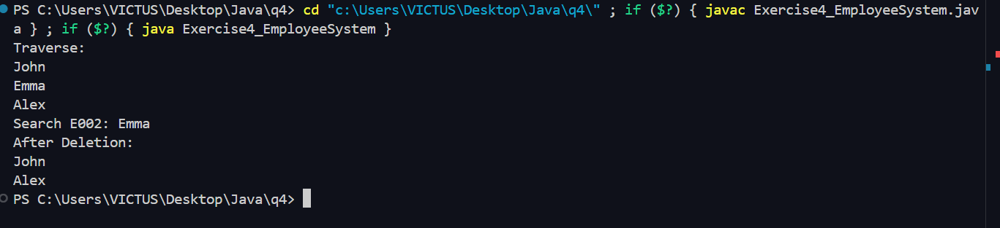 PS C:\Users\VICTUS\Desktop\Java\q4> cd "c:\Users\VICTUS\Desktop\Java\q4\" ; if ($?) { javac Exercise4_EmployeeSystem.jav
a } ; if ($?) { java Exercise4_EmployeeSystem }
Traverse:
John
Emma
Alex
Search E002: Emma
After Deletion:
John
Alex
PS C:\Users\VICTUS\Desktop\Java\q4>